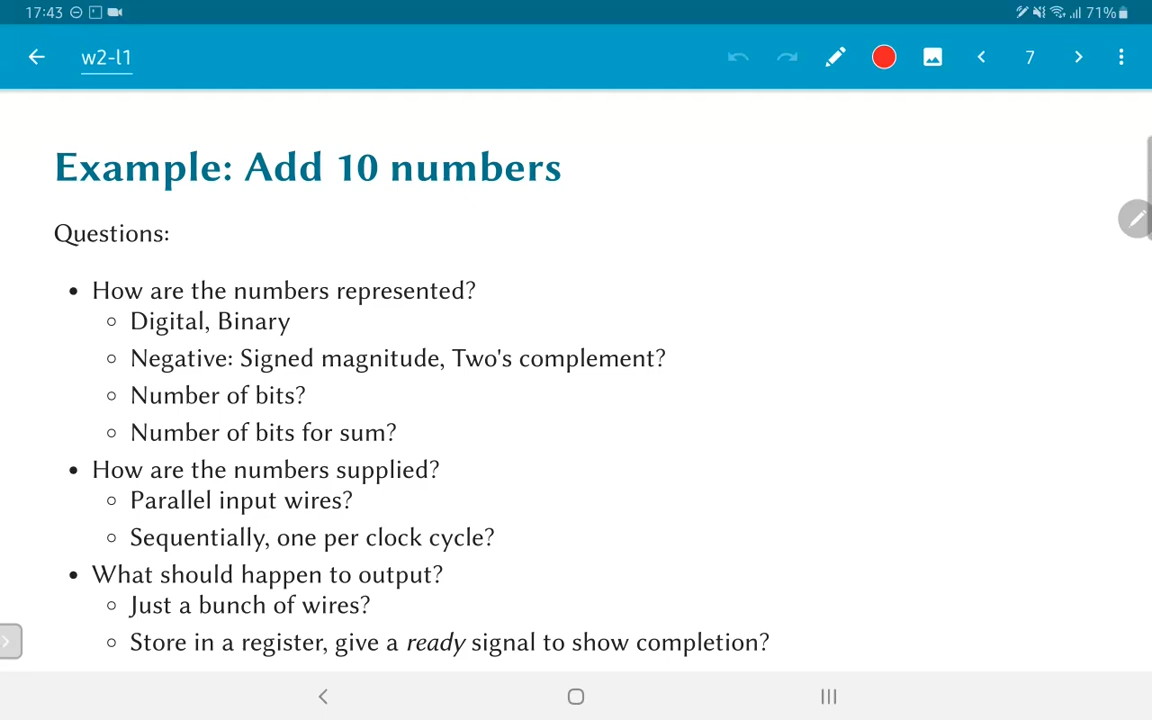 17:43 71%
w2-l1 7
Example: Add 10 numbers
Questions:
• How are the numbers represented?
◦ Digital, Binary
◦ Negative: Signed magnitude, Two's complement?
◦ Number of bits?
◦ Number of bits for sum?
• How are the numbers supplied?
◦ Parallel input wires?
◦ Sequentially, one per clock cycle?
• What should happen to output?
◦ Just a bunch of wires?
◦ Store in a register, give a ready signal to show completion?